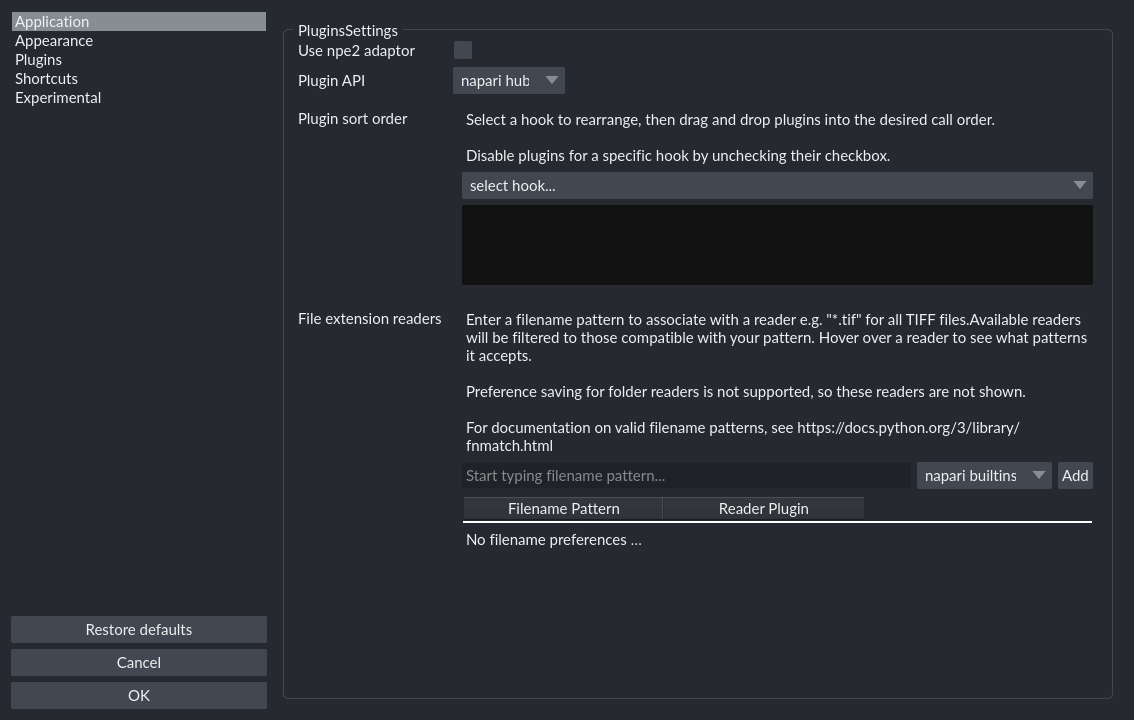 Application
Appearance
Plugins
Shortcuts
Experimental
Restore defaults
Cancel
OK
PluginsSettings
Use npe2 adaptor
Plugin API
napari hub
Plugin sort order
Select a hook to rearrange, then drag and drop plugins into the desired call order.
Disable plugins for a specific hook by unchecking their checkbox.
select hook...
File extension readers
Enter a filename pattern to associate with a reader e.g. "*.tif" for all TIFF files.Available readers
will be filtered to those compatible with your pattern. Hover over a reader to see what patterns
it accepts.
Preference saving for folder readers is not supported, so these readers are not shown.
For documentation on valid filename patterns, see https://docs.python.org/3/library/
fnmatch.html
Start typing filename pattern...
napari builtins
Add
Filename Pattern
Reader Plugin
No filename preferences ...